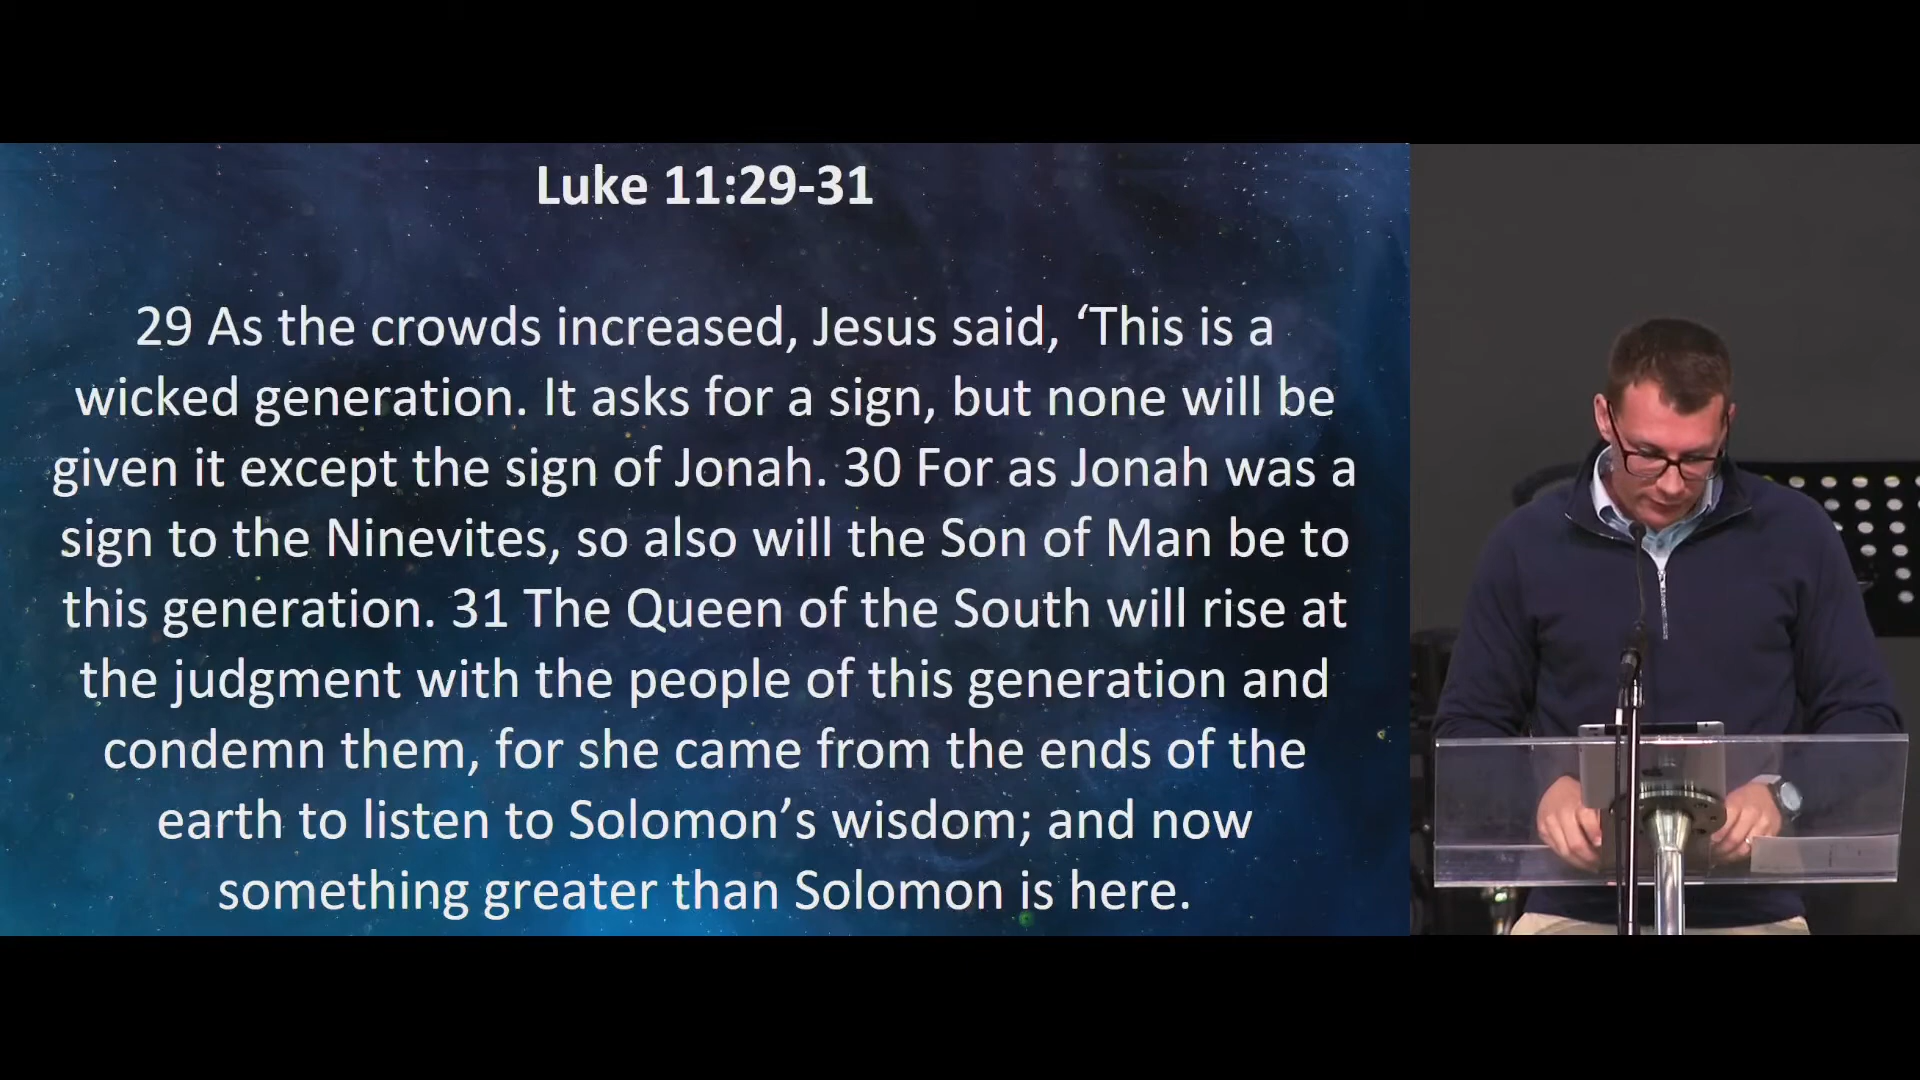 Luke 11:29-31
29 As the crowds increased, Jesus said, ‘This is a
wicked generation. It asks for a sign, but none will be
given it except the sign of Jonah. 30 For as Jonah was a
sign to the Ninevites, so also will the Son of Man be to
this generation. 31 The Queen of the South will rise at
the judgment with the people of this generation and
condemn them, for she came from the ends of the
earth to listen to Solomon’s wisdom; and now
something greater than Solomon is here.